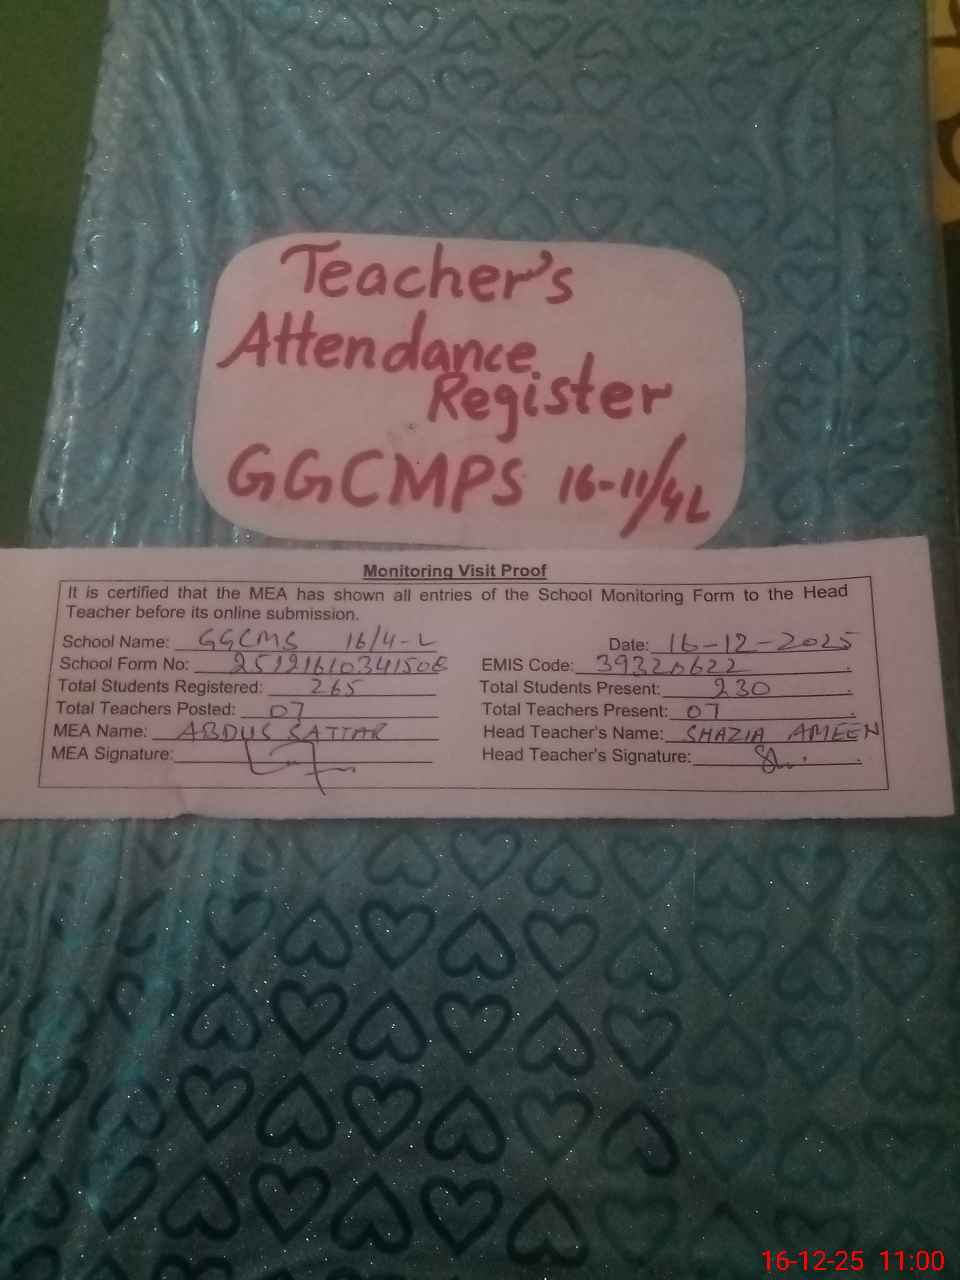 Teacher's
Attendance
Register
GGCMPS 16-11/4L
Monitoring Visit Proof
It is certified that the MEA has shown all entries of the School Monitoring Form to the Head
Teacher before its online submission.
School Name: GGCMS 16/4-L Date: 16-12-2025
School Form No: EMIS Code: 39320622
Total Students Registered: 265 Total Students Present: 230
Total Teachers Posted: 07 Total Teachers Present: 07
MEA Name: ABDUS SATTAR Head Teacher's Name: SHAZIA AMEEN
MEA Signature: Head Teacher's Signature:
16-12-25 11:00